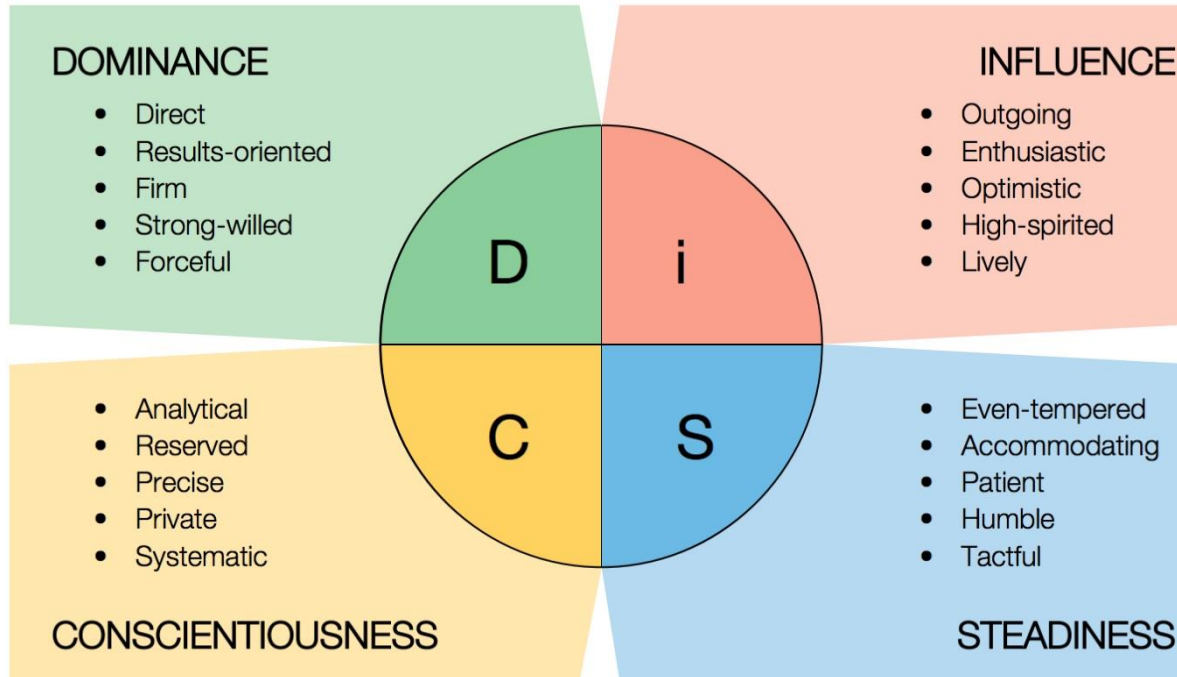 DOMINANCE
• Direct
• Results-oriented
• Firm
• Strong-willed
• Forceful
INFLUENCE
• Outgoing
• Enthusiastic
• Optimistic
• High-spirited
• Lively
D
i
C
S
• Analytical
• Reserved
• Precise
• Private
• Systematic
CONSCIENTIOUSNESS
• Even-tempered
• Accommodating
• Patient
• Humble
• Tactful
STEADINESS